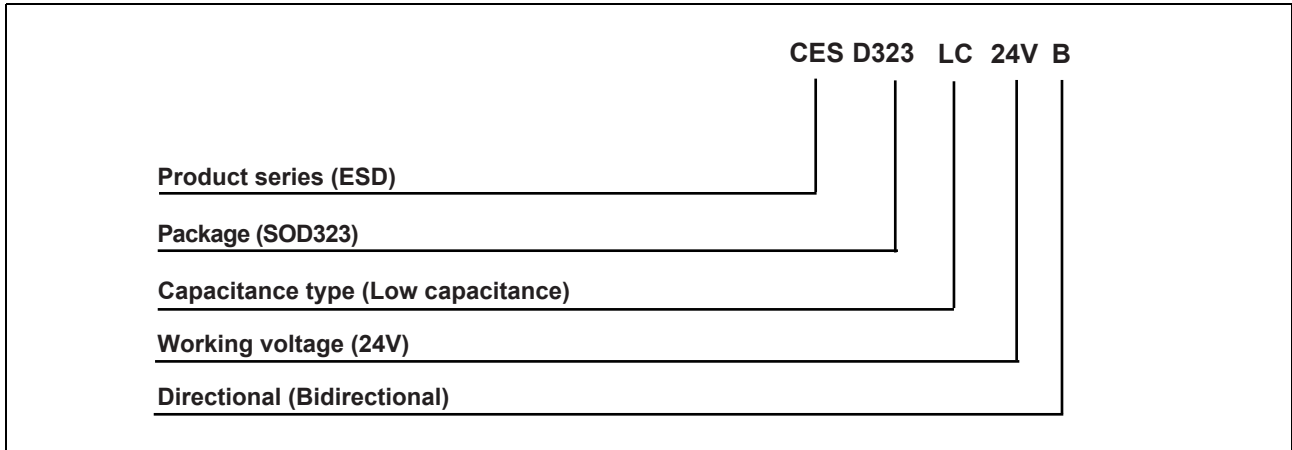 CES D323 LC 24V B
Product series (ESD)
Package (SOD323)
Capacitance type (Low capacitance)
Working voltage (24V)
Directional (Bidirectional)